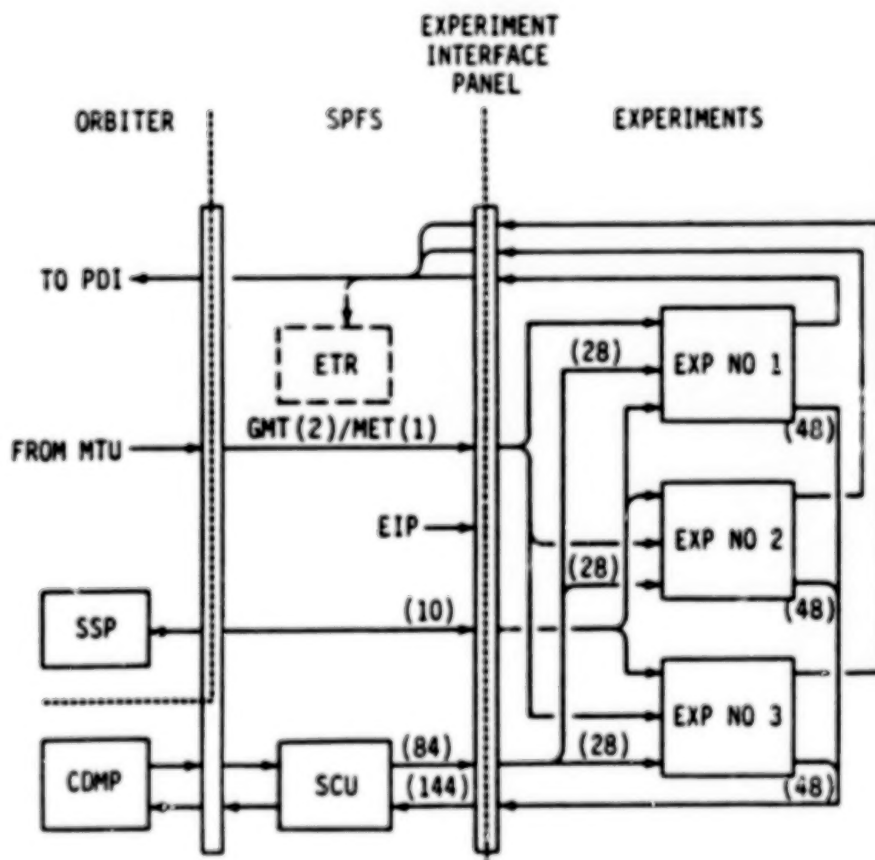 EXPERIMENT
INTERFACE
PANEL
ORBITER
SPFS
EXPERIMENTS
TO PDI
ETR
(28)
EXP NO 1
GMT(2)/MET(1)
(48)
FROM MTU
EIP
EXP NO 2
(28)
SSP
(10)
(48)
EXP NO 3
(84)
(28)
CDMP
SCU
(144)
(48)